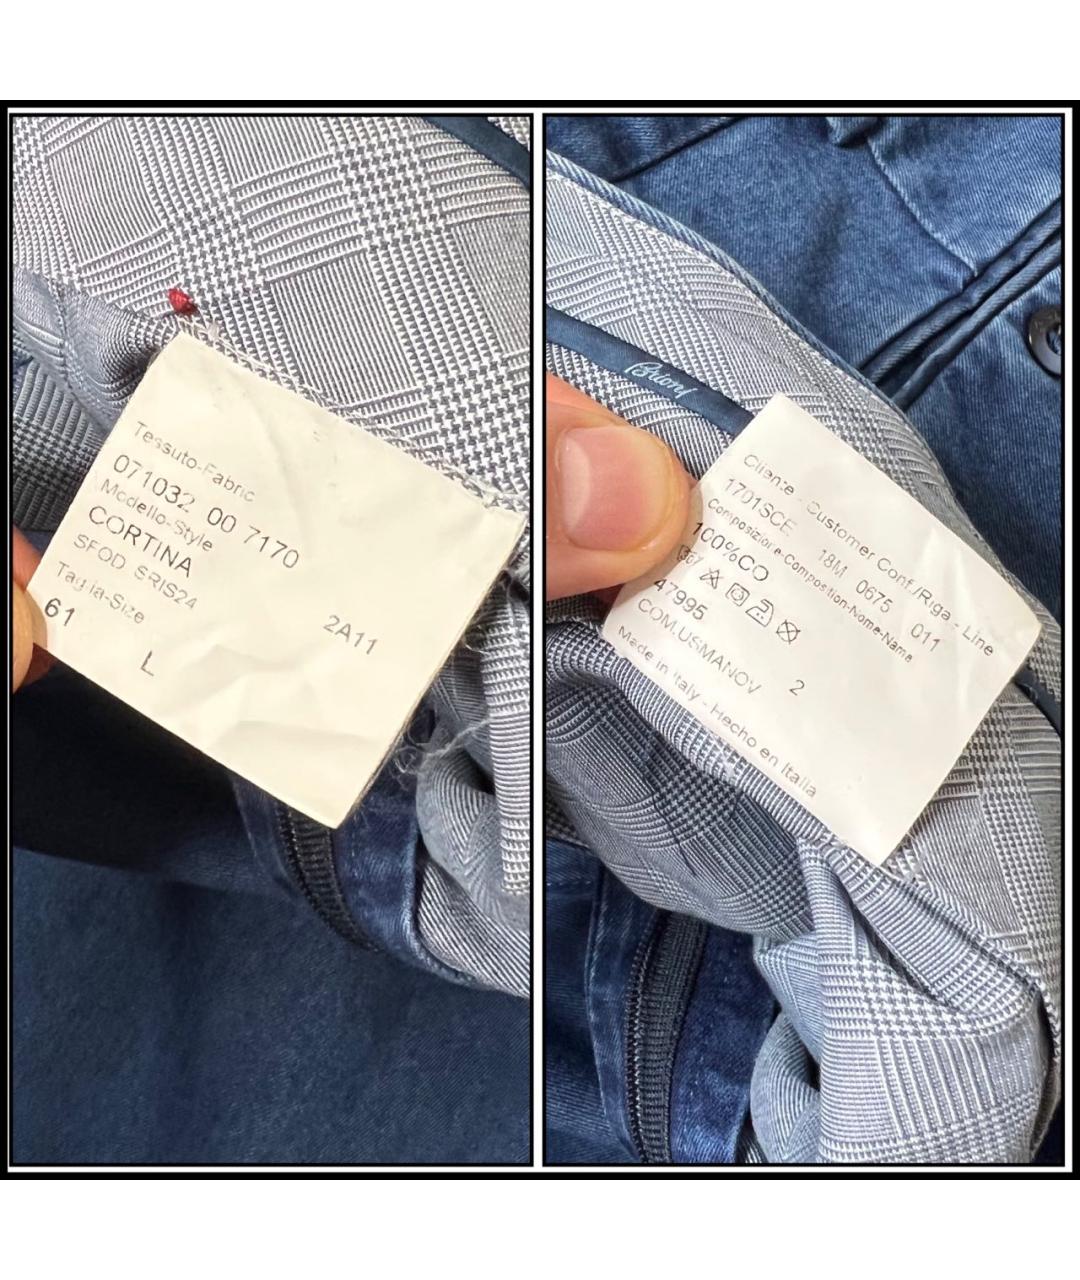 Tessuto-Fabric
071032 00 7170
Modello-Style
CORTINA
SFOD SRIS24
2A11
Taglia-Size
61
L
Brioni
Cliente - Customer Conf./Riga - Line
1701SCE 18M 0675 011
Composizione-Composition-Nome-Name
100%CO
47995
COM.USMANOV 2
Made in Italy - Hecho en Italia